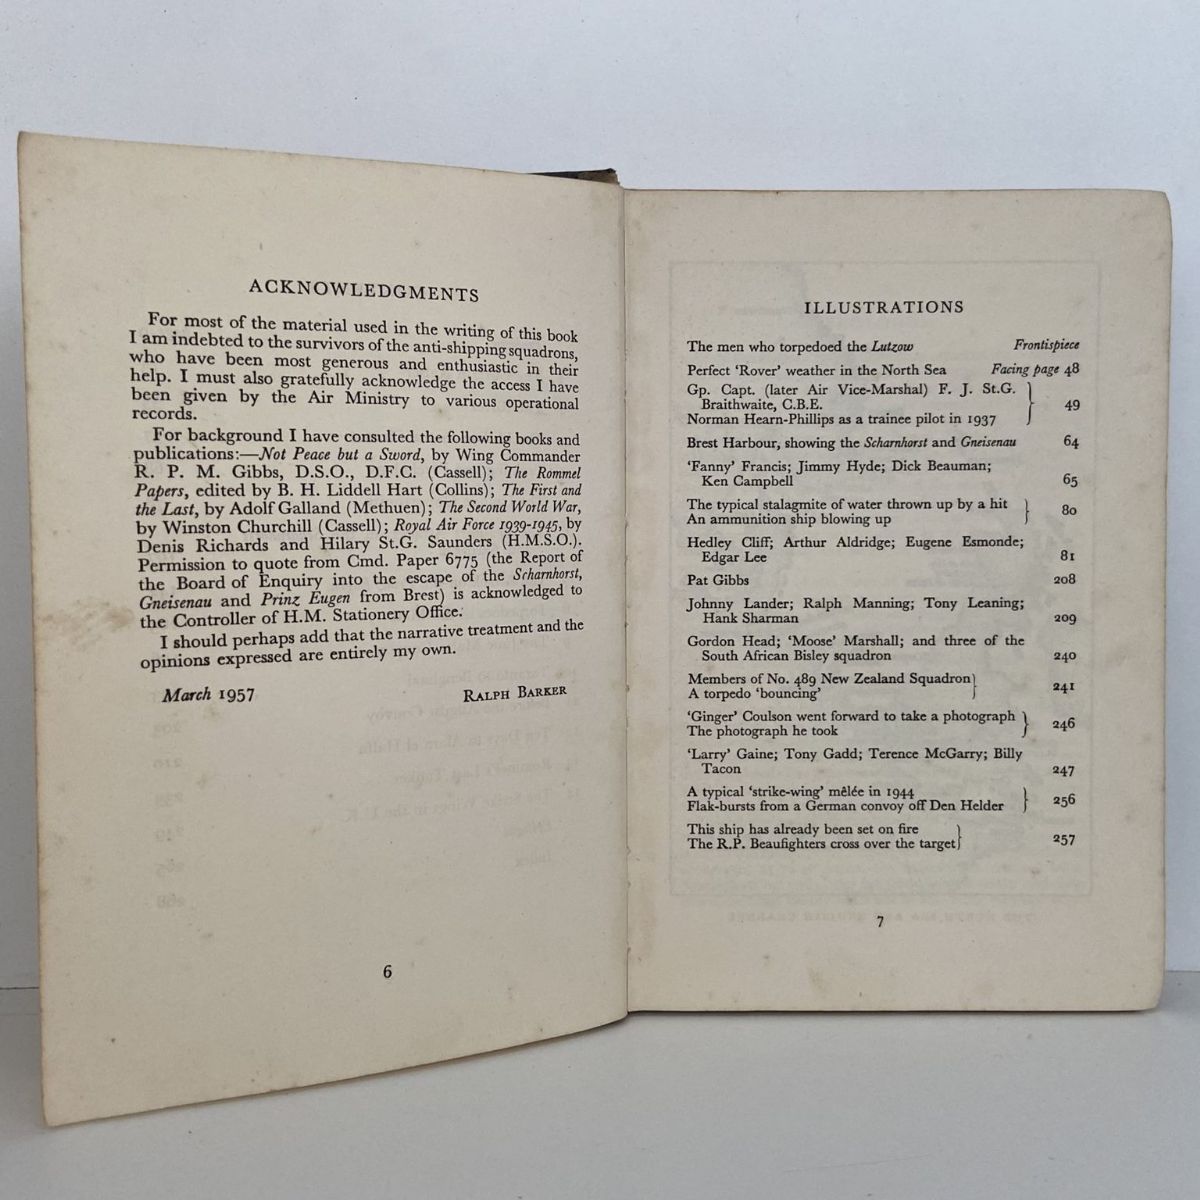 ACKNOWLEDGMENTS
For most of the material used in the writing of this book
I am indebted to the survivors of the anti-shipping squadrons,
who have been most generous and enthusiastic in their
help. I must also gratefully acknowledge the access I have
been given by the Air Ministry to various operational
records.
For background I have consulted the following books and
publications:—Not Peace but a Sword, by Wing Commander
R. P. M. Gibbs, D.S.O., D.F.C. (Cassell); The Rommel
Papers, edited by B. H. Liddell Hart (Collins); The First and
the Last, by Adolf Galland (Methuen); The Second World War,
by Winston Churchill (Cassell); Royal Air Force 1939-1945, by
Denis Richards and Hilary St.G. Saunders (H.M.S.O.).
Permission to quote from Cmd. Paper 6775 (the Report of
the Board of Enquiry into the escape of the Scharnhorst,
Gneisenau and Prinz Eugen from Brest) is acknowledged to
the Controller of H.M. Stationery Office.
I should perhaps add that the narrative treatment and the
opinions expressed are entirely my own.
March 1957 RALPH BARKER
6
ILLUSTRATIONS
The men who torpedoed the Lutzow Frontispiece
Perfect 'Rover' weather in the North Sea Facing page 48
Gp. Capt. (later Air Vice-Marshal) F. J. St.G.
Braithwaite, C.B.E.
Norman Hearn-Phillips as a trainee pilot in 1937 } 49
Brest Harbour, showing the Scharnhorst and Gneisenau 64
'Fanny' Francis; Jimmy Hyde; Dick Beauman;
Ken Campbell 65
The typical stalagmite of water thrown up by a hit
An ammunition ship blowing up } 80
Hedley Cliff; Arthur Aldridge; Eugene Esmonde;
Edgar Lee 81
Pat Gibbs 208
Johnny Lander; Ralph Manning; Tony Leaning;
Hank Sharman 209
Gordon Head; 'Moose' Marshall; and three of the
South African Bisley squadron 240
Members of No. 489 New Zealand Squadron
A torpedo 'bouncing' } 241
'Ginger' Coulson went forward to take a photograph
The photograph he took } 246
'Larry' Gaine; Tony Gadd; Terence McGarry; Billy
Tacon 247
A typical 'strike-wing' mêlée in 1944
Flak-bursts from a German convoy off Den Helder } 256
This ship has already been set on fire
The R.P. Beaufighters cross over the target } 257
7